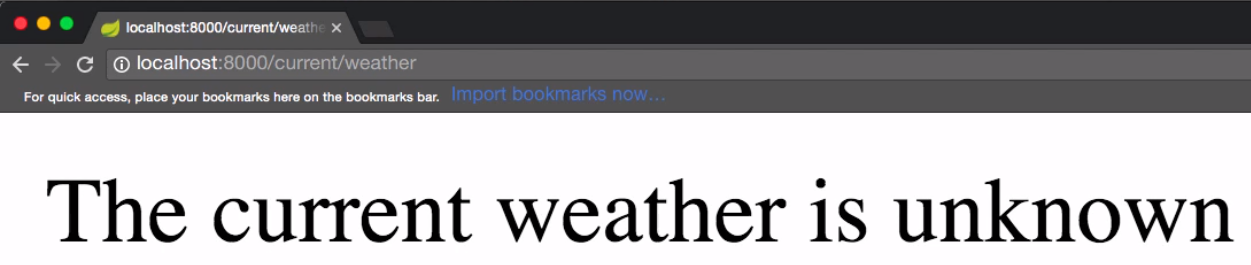 localhost:8000/current/weathe
localhost:8000/current/weather
For quick access, place your bookmarks here on the bookmarks bar. Import bookmarks now...
The current weather is unknown